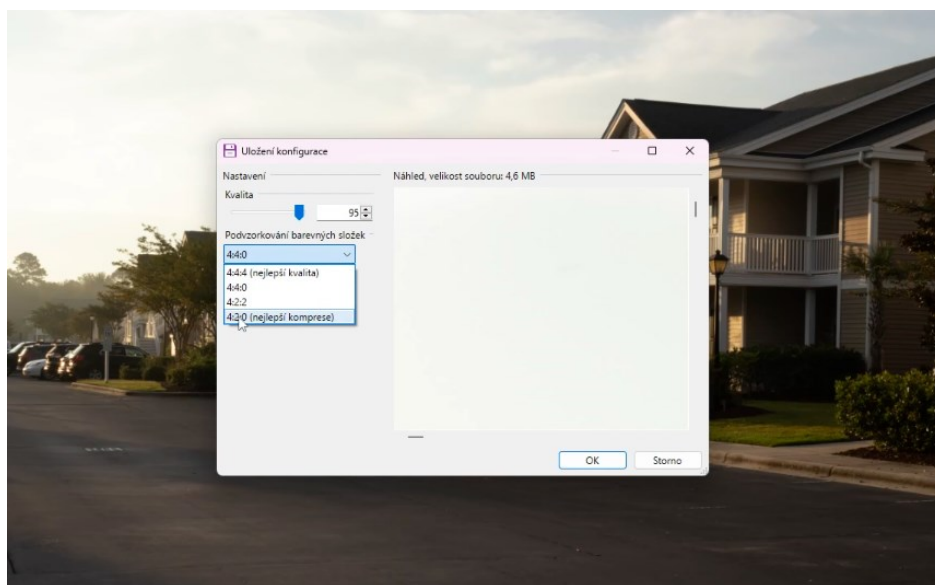 Uložení konfigurace
Nastavení
Náhled, velikost souboru: 4,6 MB
Kvalita
95
Podvzorkování barevných složek
4:4:0
4:4:4 (nejlepší kvalita)
4:4:0
4:2:2
4:2:0 (nejlepší komprese)
OK
Storno